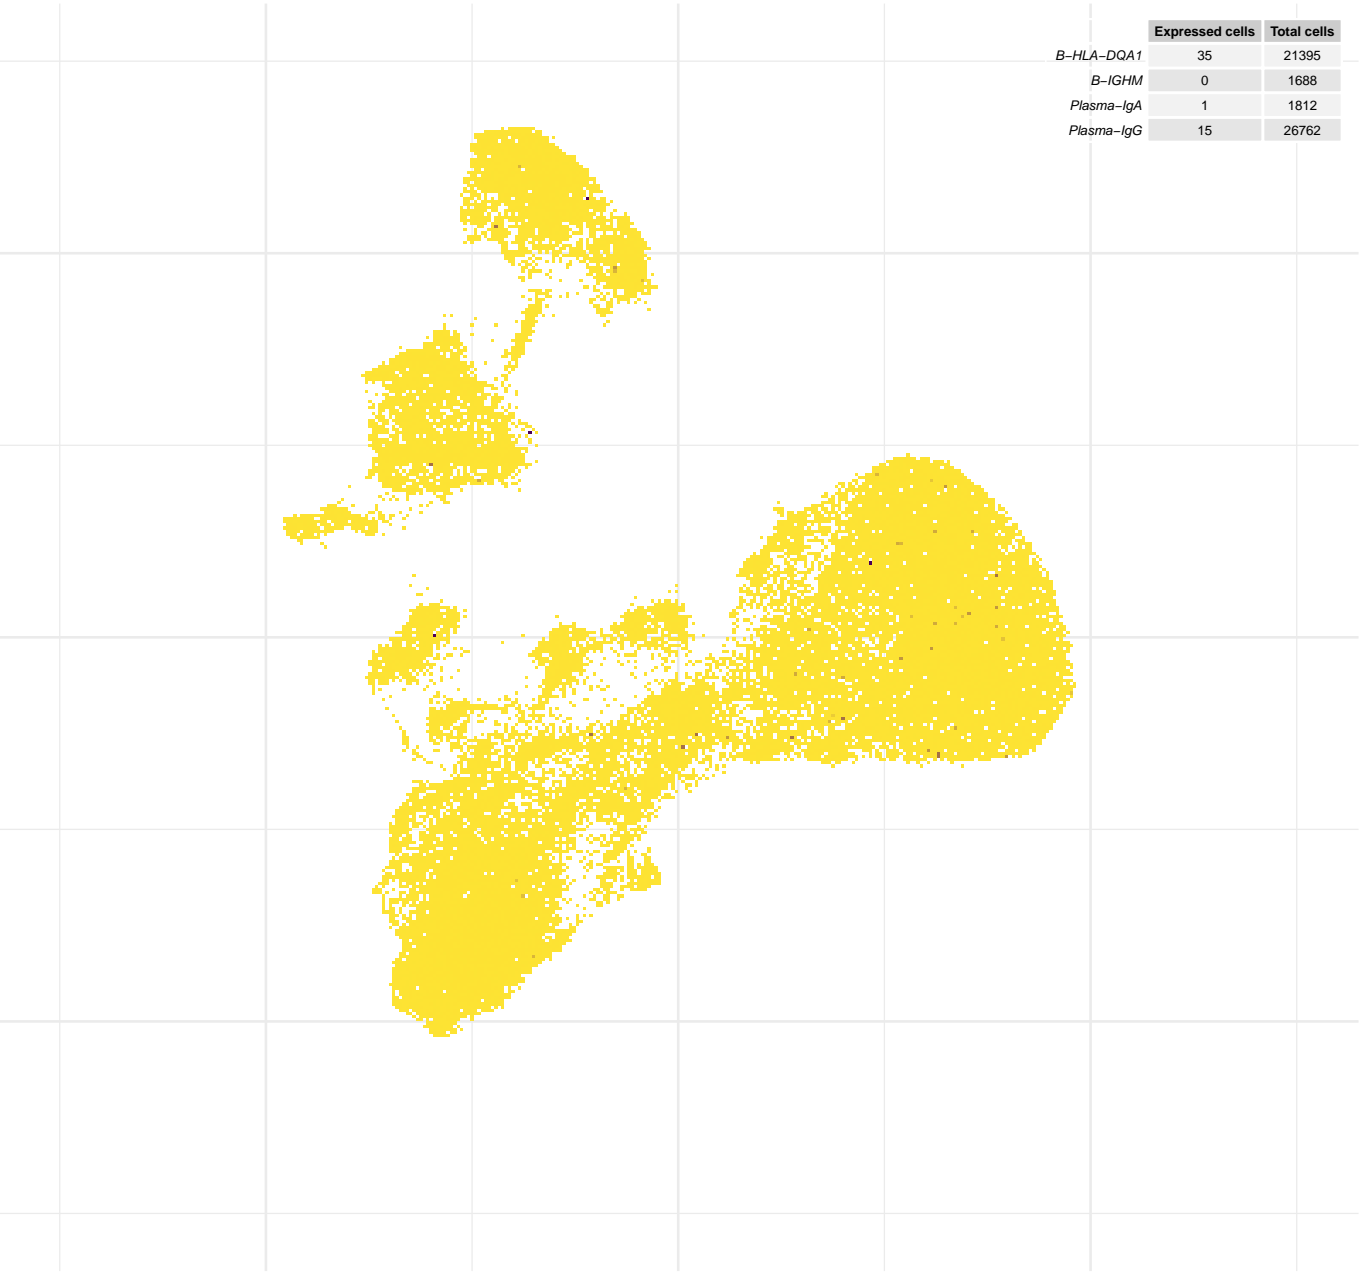 Expressed cells Total cells
B−HLA−DQA1 35 21395
B−IGHM 0 1688
Plasma−IgA 1 1812
Plasma−IgG 15 26762